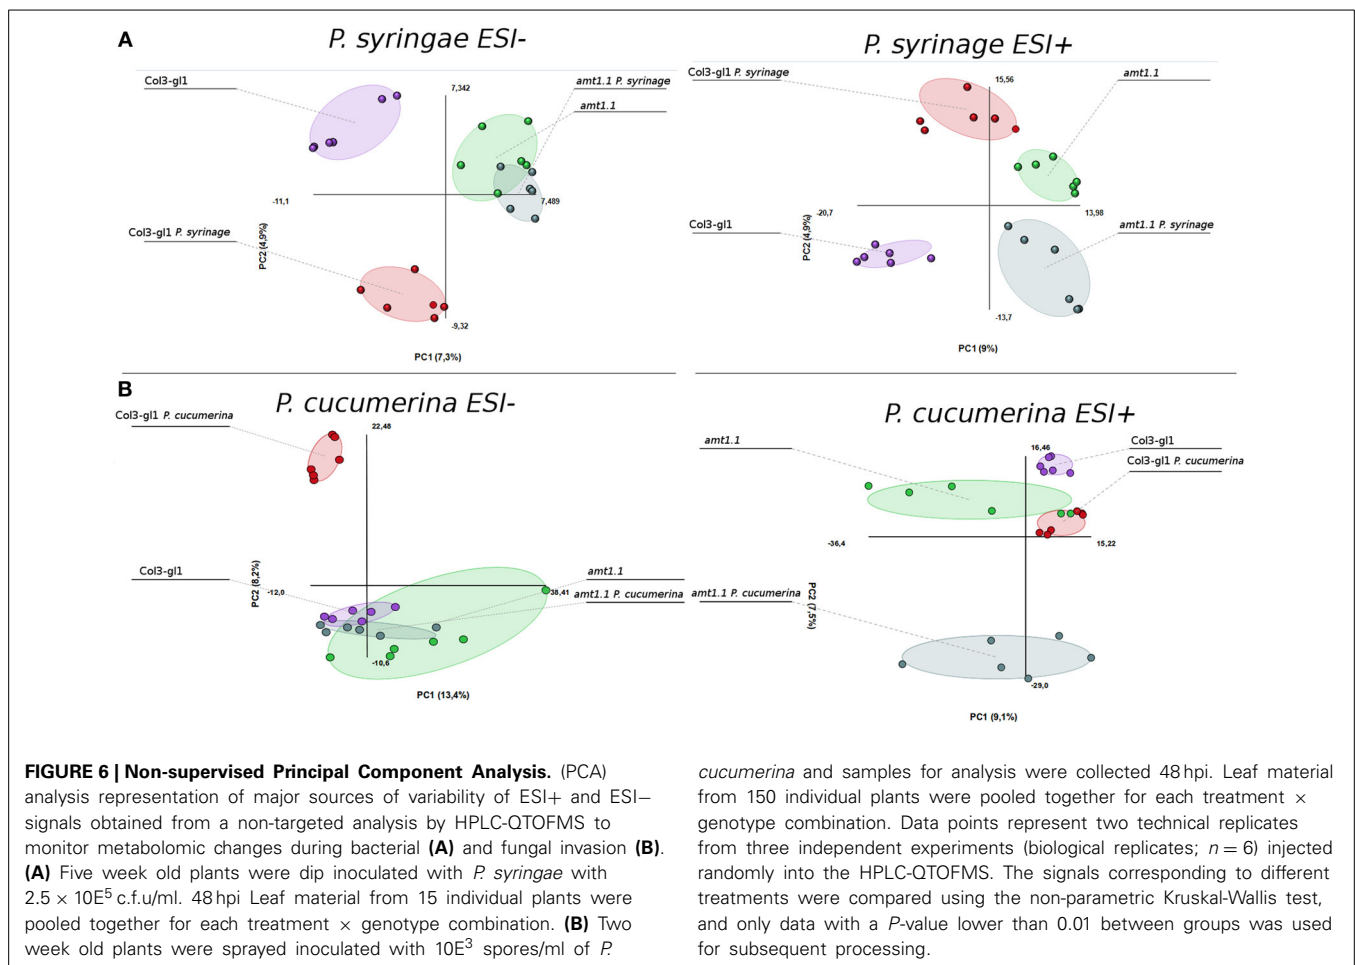 A
P. syringae ESI-
Col3-gl1
7,342
amt1.1 P. syrinage
amt1.1
-11,1
7,489
Col3-gl1 P. syrinage
PC2 (4,9%)
-9,32
PC1 (7,3%)
P. syrinage ESI+
Col3-gl1 P. syrinage
15,56
amt1.1
-20,7
13,98
Col3-gl1
PC2 (4,9%)
amt1.1 P. syrinage
-13,7
PC1 (9%)
B
P. cucumerina ESI-
Col3-gl1 P. cucumerina
22,48
Col3-gl1
PC2 (8,2%)
-12,0
amt1.1
38,41
amt1.1 P. cucumerina
-10,6
PC1 (13,4%)
P. cucumerina ESI+
amt1.1
16,46
Col3-gl1
Col3-gl1 P. cucumerina
-36,4
15,22
amt1.1 P. cucumerina
PC2 (7,5%)
-29,0
PC1 (9,1%)
FIGURE 6 | Non-supervised Principal Component Analysis. (PCA)
analysis representation of major sources of variability of ESI+ and ESI−
signals obtained from a non-targeted analysis by HPLC-QTOFMS to
monitor metabolomic changes during bacterial (A) and fungal invasion (B).
(A) Five week old plants were dip inoculated with P. syringae with
2.5 × 10E⁵ c.f.u/ml. 48 hpi Leaf material from 15 individual plants were
pooled together for each treatment × genotype combination. (B) Two
week old plants were sprayed inoculated with 10E³ spores/ml of P.
cucumerina and samples for analysis were collected 48 hpi. Leaf material
from 150 individual plants were pooled together for each treatment ×
genotype combination. Data points represent two technical replicates
from three independent experiments (biological replicates; n = 6) injected
randomly into the HPLC-QTOFMS. The signals corresponding to different
treatments were compared using the non-parametric Kruskal-Wallis test,
and only data with a P-value lower than 0.01 between groups was used
for subsequent processing.